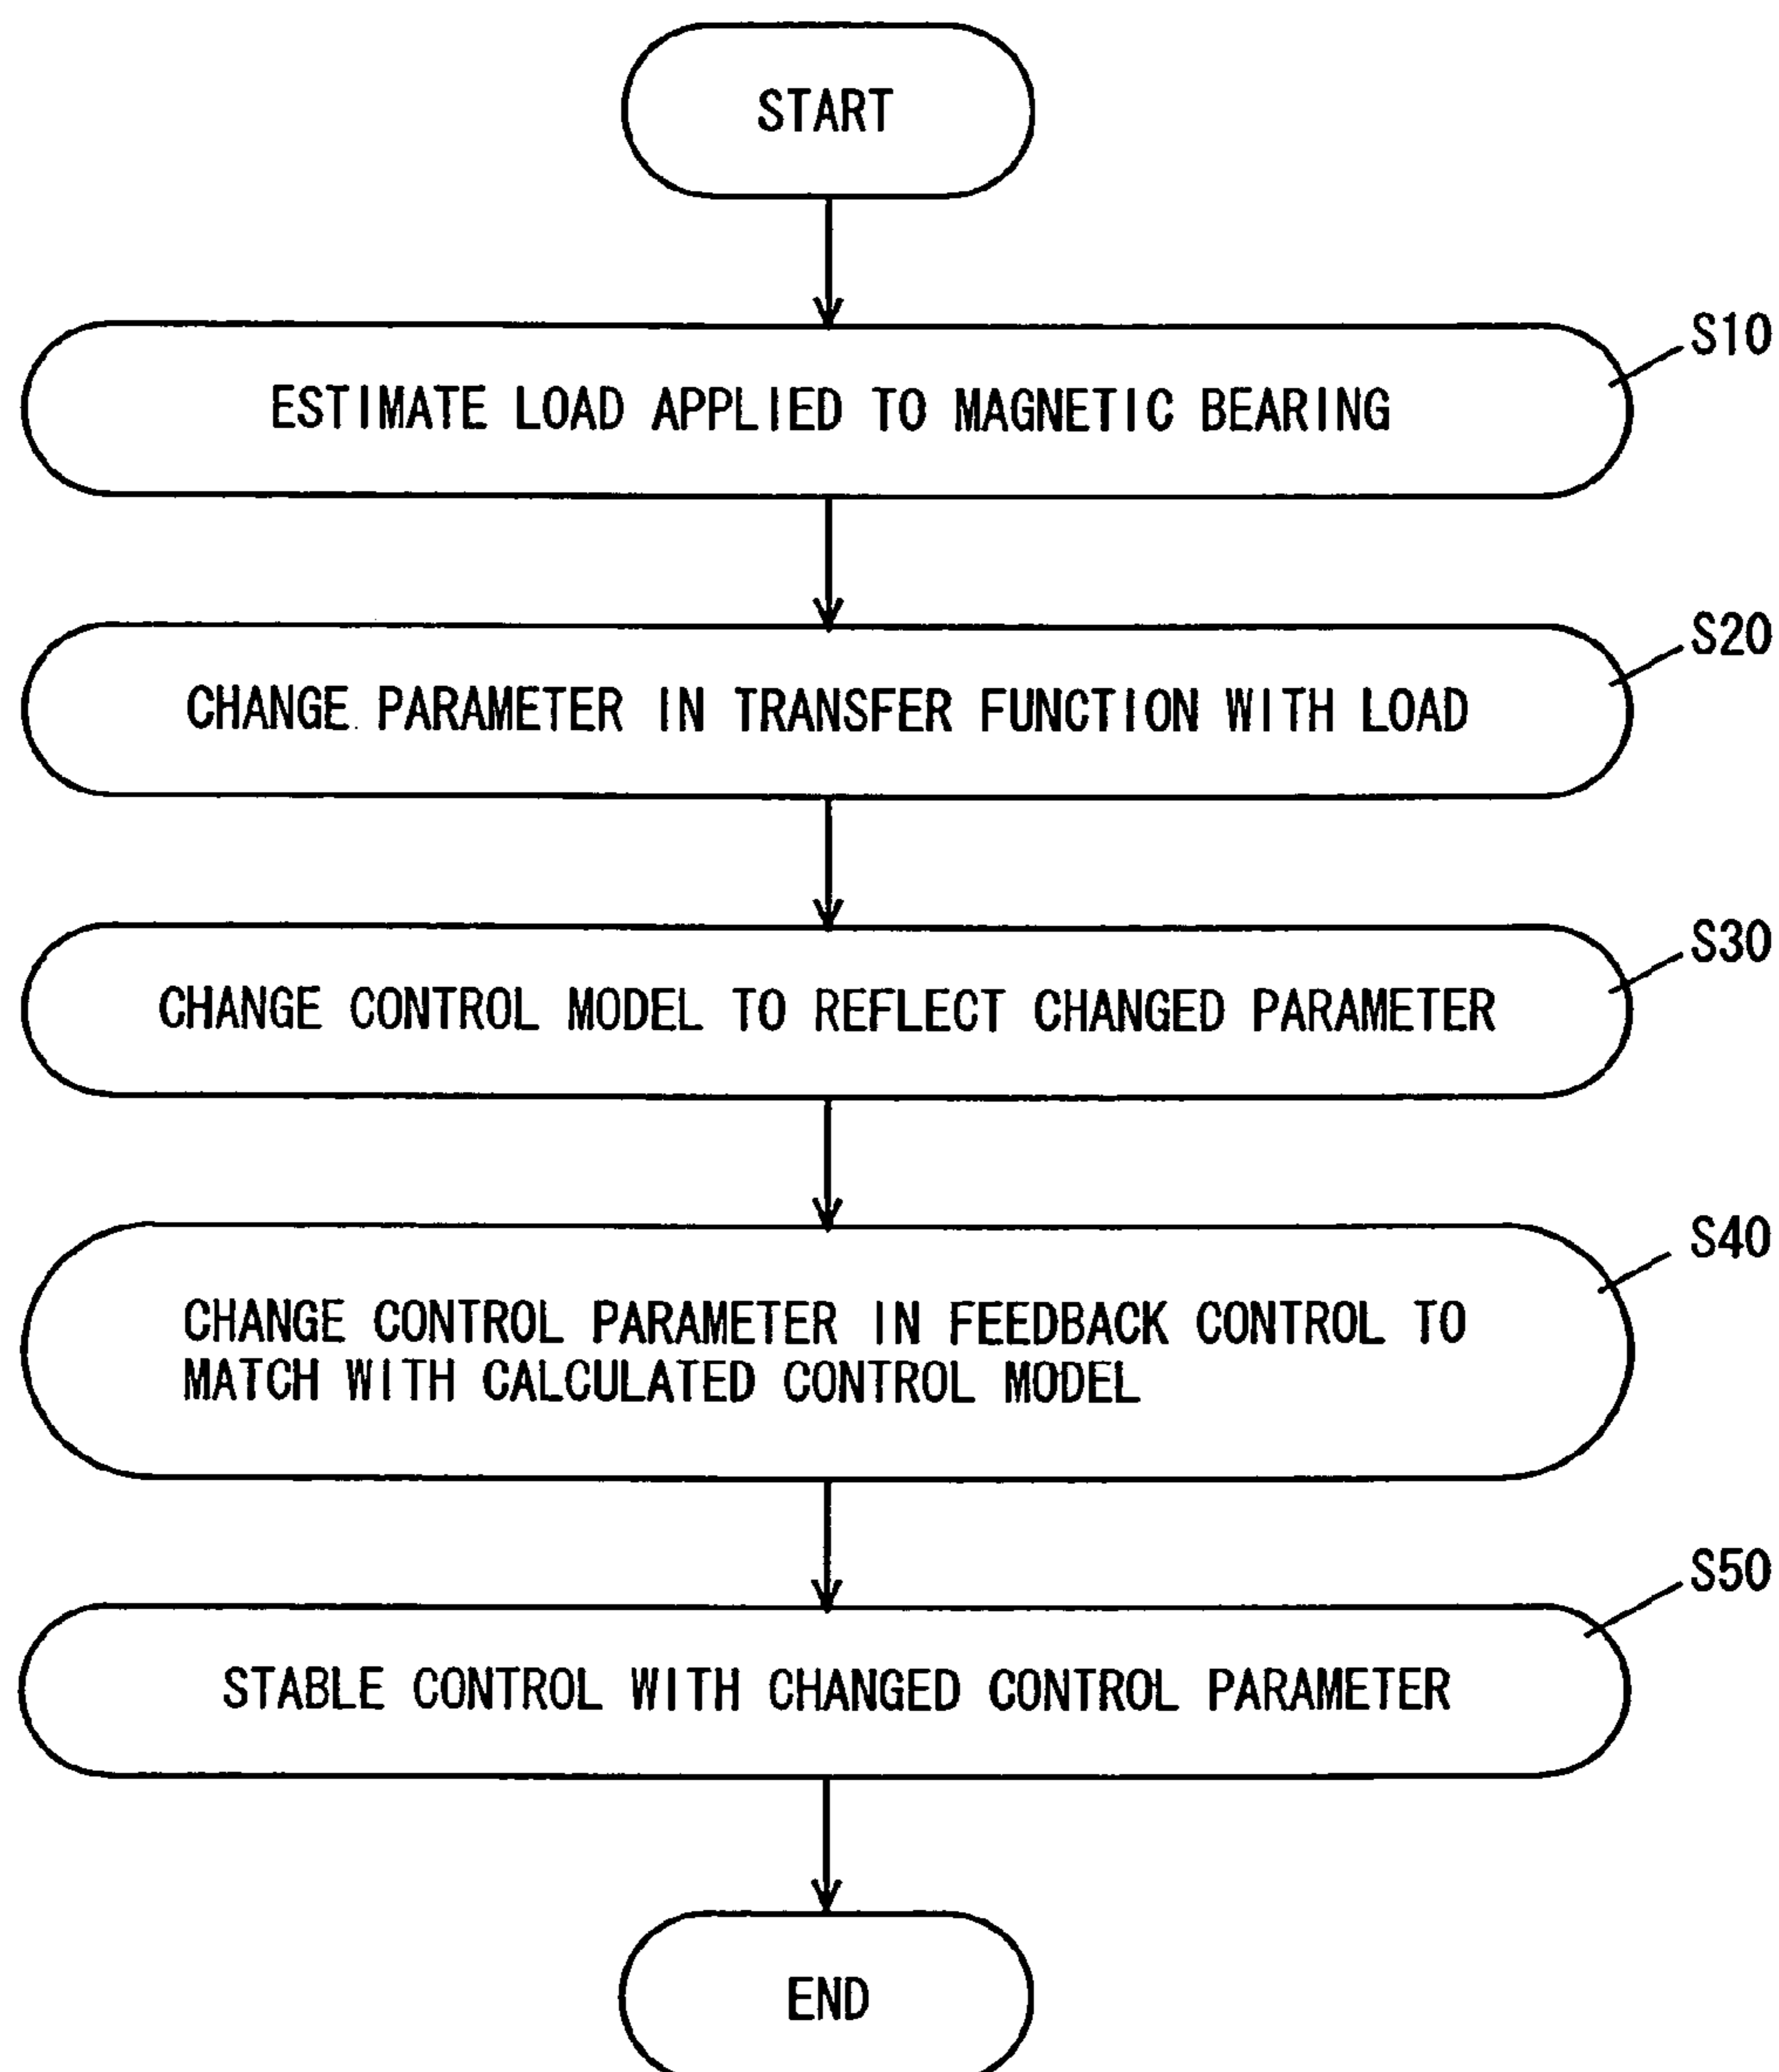 START
S10
ESTIMATE LOAD APPLIED TO MAGNETIC BEARING
S20
CHANGE PARAMETER IN TRANSFER FUNCTION WITH LOAD
S30
CHANGE CONTROL MODEL TO REFLECT CHANGED PARAMETER
S40
CHANGE CONTROL PARAMETER IN FEEDBACK CONTROL TO
MATCH WITH CALCULATED CONTROL MODEL
S50
STABLE CONTROL WITH CHANGED CONTROL PARAMETER
END